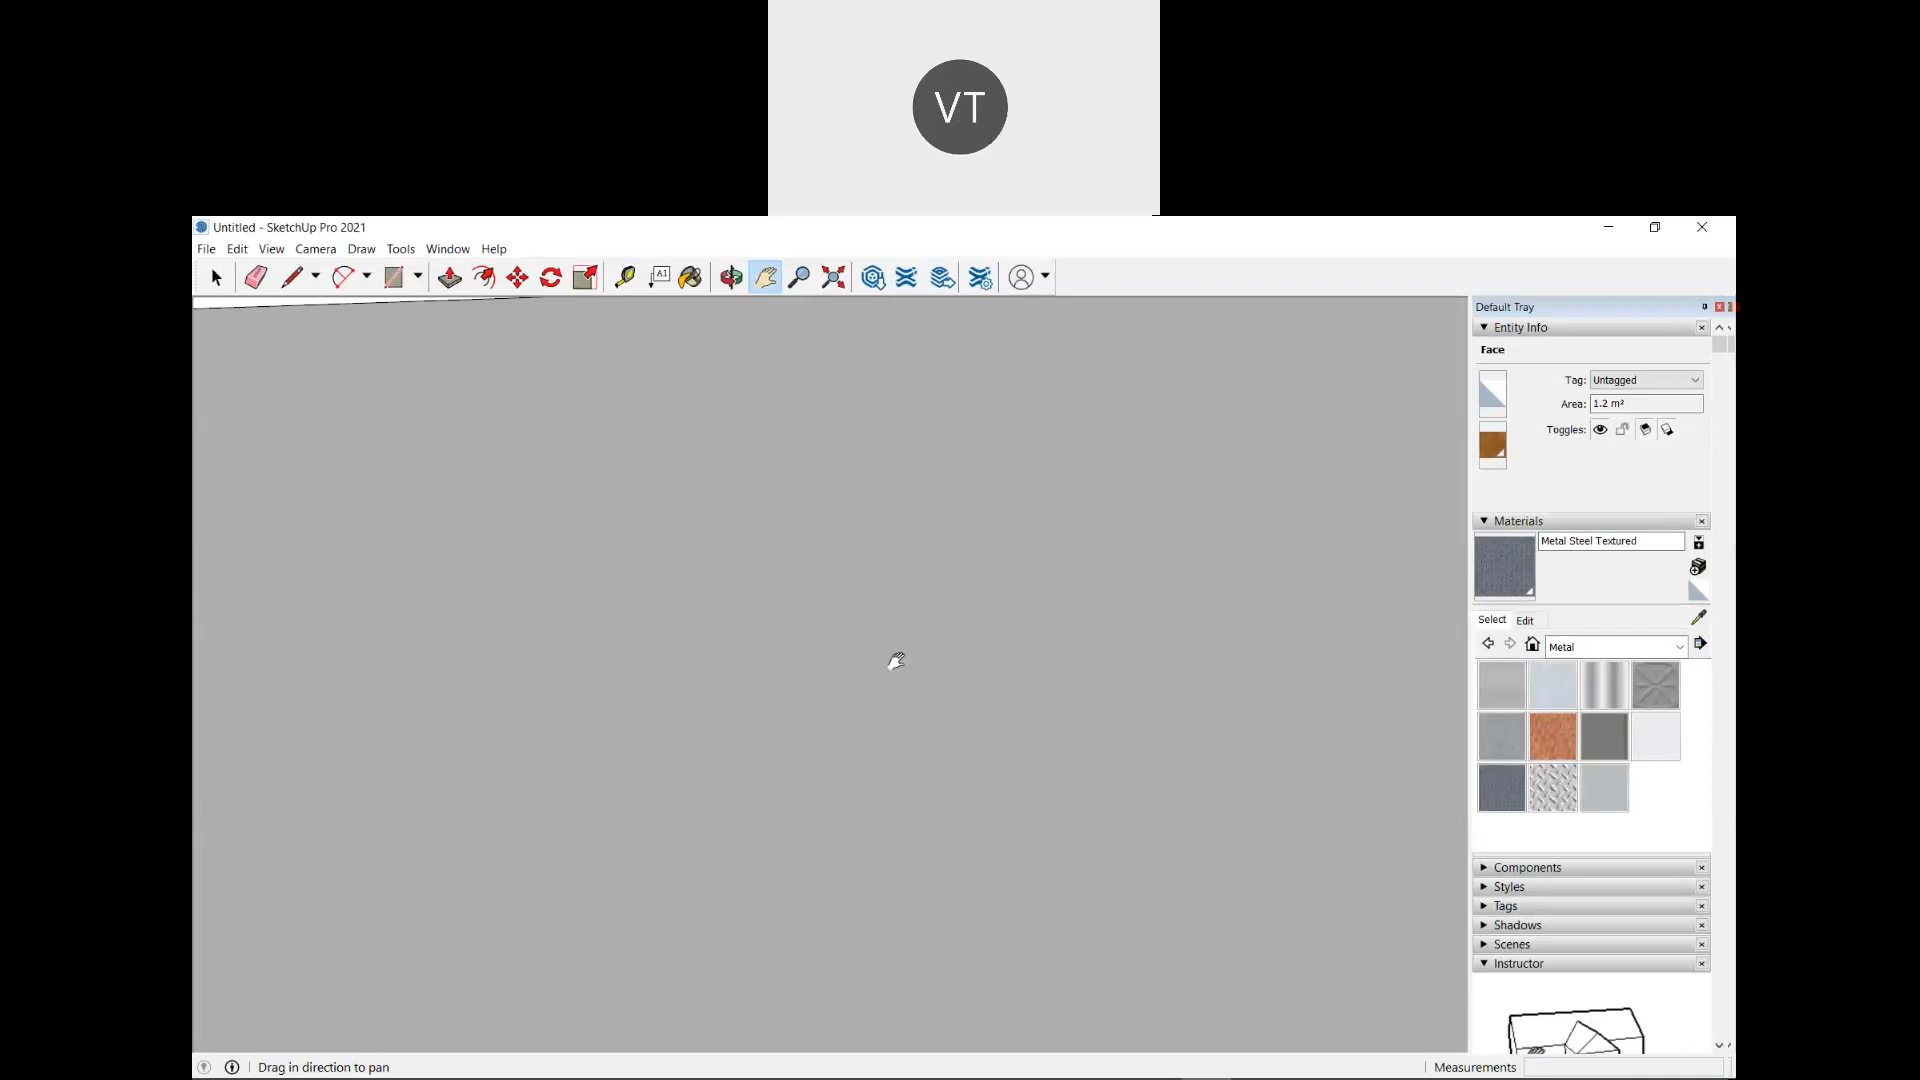 VT
Untitled - SketchUp Pro 2021
File Edit View Camera Draw Tools Window Help
A1
Default Tray
Entity Info
Face
Tag: Untagged
Area: 1.2 m²
Toggles:
Materials
Metal Steel Textured
Select Edit
Metal
Components
Styles
Tags
Shadows
Scenes
Instructor
Drag in direction to pan
Measurements